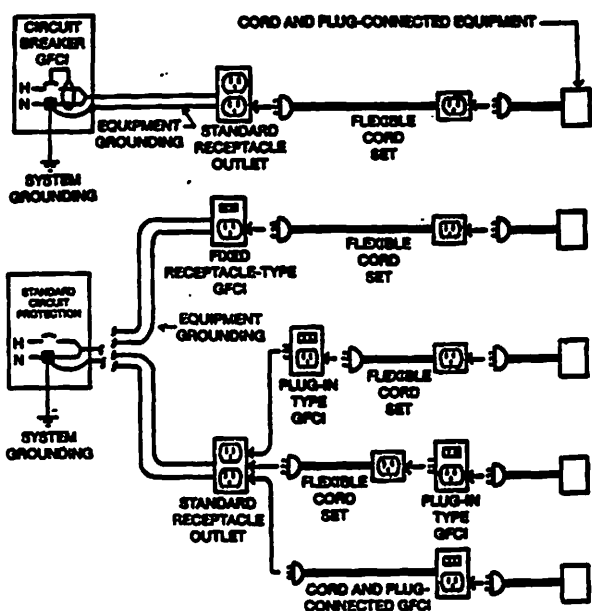 CIRCUIT
BREAKER
GFCI
CORD AND PLUG-CONNECTED EQUIPMENT
H
N
EQUIPMENT
GROUNDING
STANDARD
RECEPTACLE
OUTLET
FLEXIBLE
CORD
SET
SYSTEM
GROUNDING
FIXED
RECEPTACLE-TYPE
GFCI
FLEXIBLE
CORD
SET
STANDARD
CIRCUIT
PROTECTION
H
N
EQUIPMENT
GROUNDING
SYSTEM
GROUNDING
PLUG-IN
TYPE
GFCI
FLEXIBLE
CORD
SET
STANDARD
RECEPTACLE
OUTLET
FLEXIBLE
CORD
SET
PLUG-IN
TYPE
GFCI
CORD AND PLUG-
CONNECTED GFCI